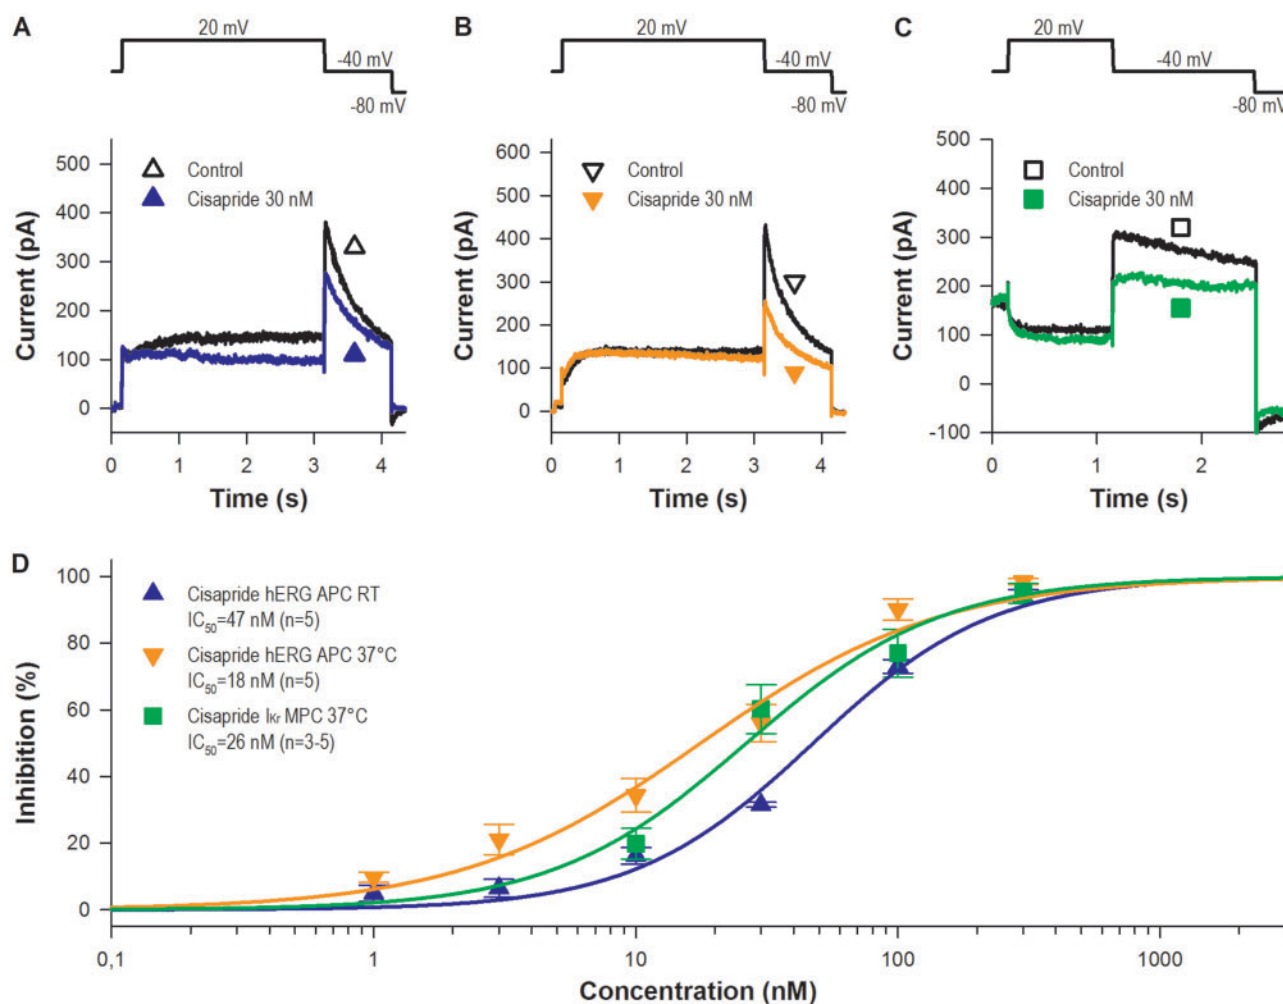 A
20 mV
-40 mV
-80 mV
500
400
300
200
100
0
Current (pA)
Control
Cisapride 30 nM
0
1
2
3
4
Time (s)
B
20 mV
-40 mV
-80 mV
600
500
400
300
200
100
0
Current (pA)
Control
Cisapride 30 nM
0
1
2
3
4
Time (s)
C
20 mV
-40 mV
-80 mV
500
400
300
200
100
0
-100
Current (pA)
Control
Cisapride 30 nM
0
1
2
Time (s)
D
100
80
60
40
20
0
Inhibition (%)
Cisapride hERG APC RT
IC50=47 nM (n=5)
Cisapride hERG APC 37°C
IC50=18 nM (n=5)
Cisapride IKr MPC 37°C
IC50=26 nM (n=3-5)
0,1
1
10
100
1000
Concentration (nM)